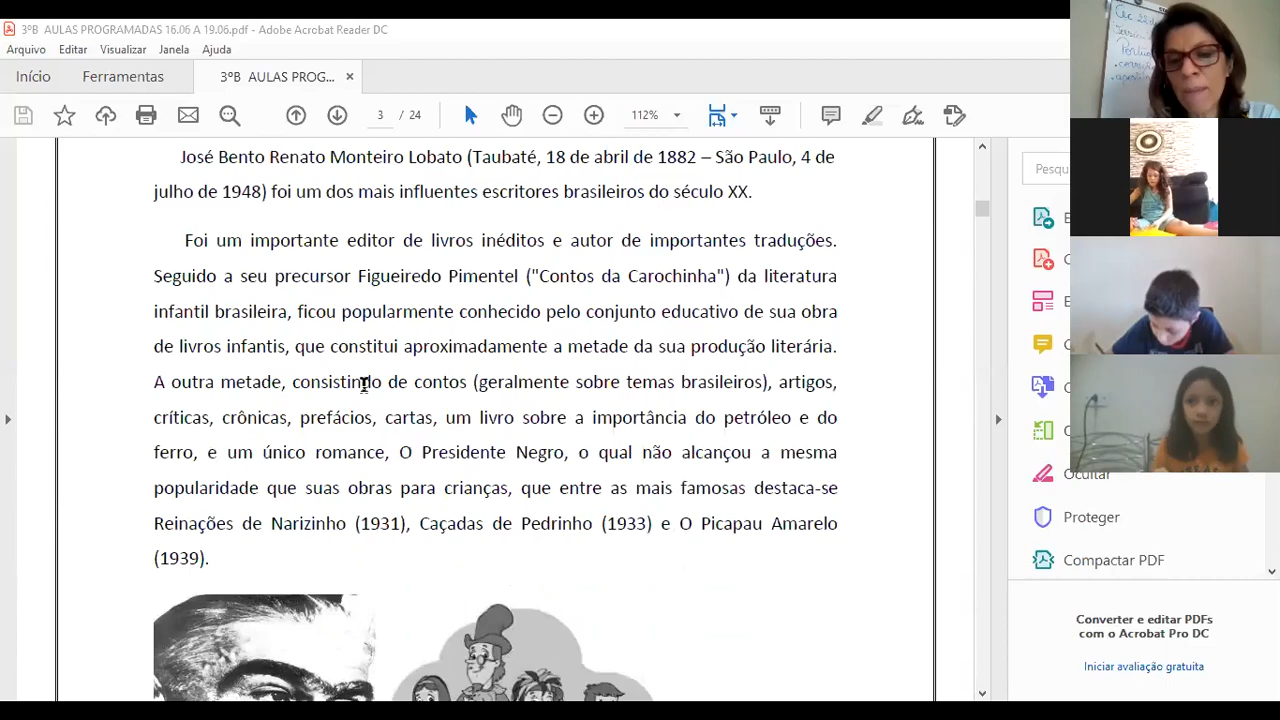 3ºB AULAS PROGRAMADAS 16.06 A 19.06.pdf - Adobe Acrobat Reader DC
Arquivo Editar Visualizar Janela Ajuda
Início Ferramentas 3ºB AULAS PROG... ×
3 / 24 112%
José Bento Renato Monteiro Lobato (Taubaté, 18 de abril de 1882 – São Paulo, 4 de
julho de 1948) foi um dos mais influentes escritores brasileiros do século XX.
Foi um importante editor de livros inéditos e autor de importantes traduções.
Seguido a seu precursor Figueiredo Pimentel ("Contos da Carochinha") da literatura
infantil brasileira, ficou popularmente conhecido pelo conjunto educativo de sua obra
de livros infantis, que constitui aproximadamente a metade da sua produção literária.
A outra metade, consistindo de contos (geralmente sobre temas brasileiros), artigos,
críticas, crônicas, prefácios, cartas, um livro sobre a importância do petróleo e do
ferro, e um único romance, O Presidente Negro, o qual não alcançou a mesma
popularidade que suas obras para crianças, que entre as mais famosas destaca-se
Reinações de Narizinho (1931), Caçadas de Pedrinho (1933) e O Picapau Amarelo
(1939).
Pesqu
Ocultar
Proteger
Compactar PDF
Converter e editar PDFs
com o Acrobat Pro DC
Iniciar avaliação gratuita